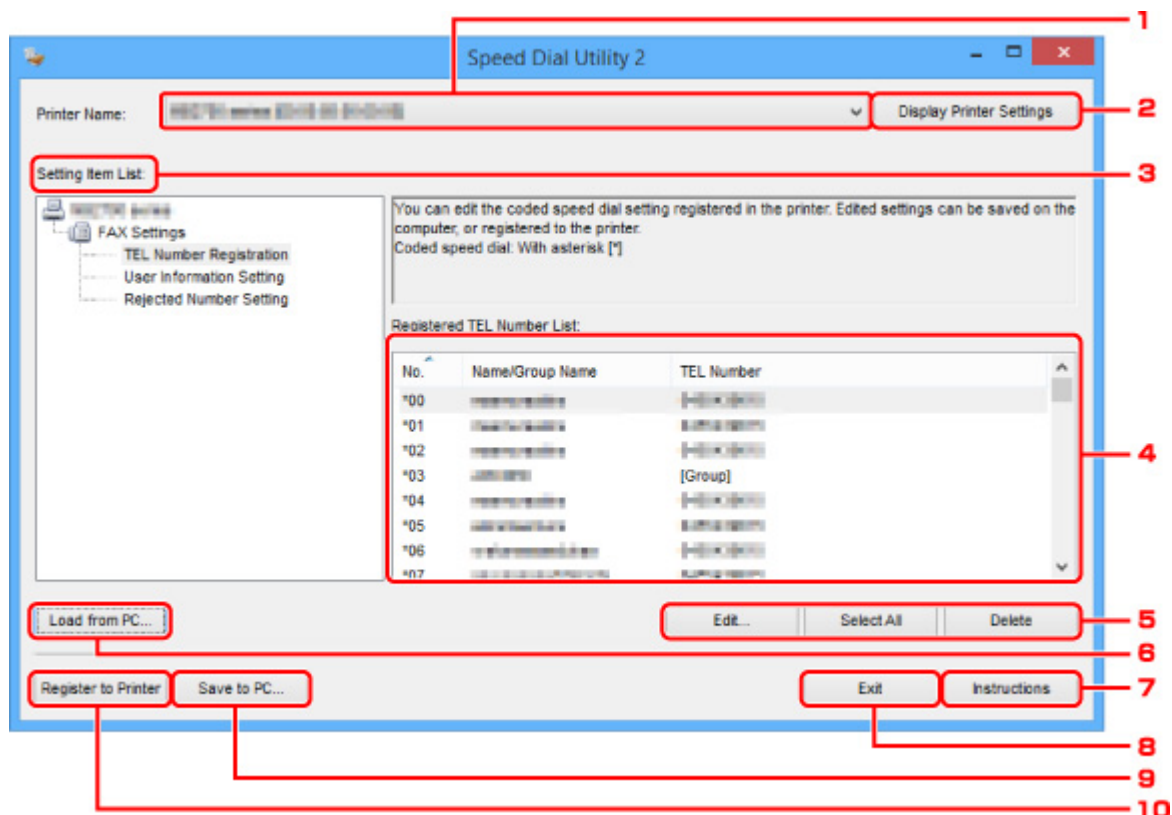 1
Speed Dial Utility 2
Printer Name:
Display Printer Settings
2
Setting Item List:
3
FAX Settings
TEL Number Registration
User Information Setting
Rejected Number Setting
You can edit the coded speed dial setting registered in the printer. Edited settings can be saved on the
computer, or registered to the printer.
Coded speed dial: With asterisk [*]
Registered TEL Number List:
No. Name/Group Name TEL Number
*00
*01
*02
*03 [Group]
4
*04
*05
*06
*07
Load from PC...
Edit... Select All Delete
5
6
Register to Printer Save to PC... Exit Instructions
7
8
9
10